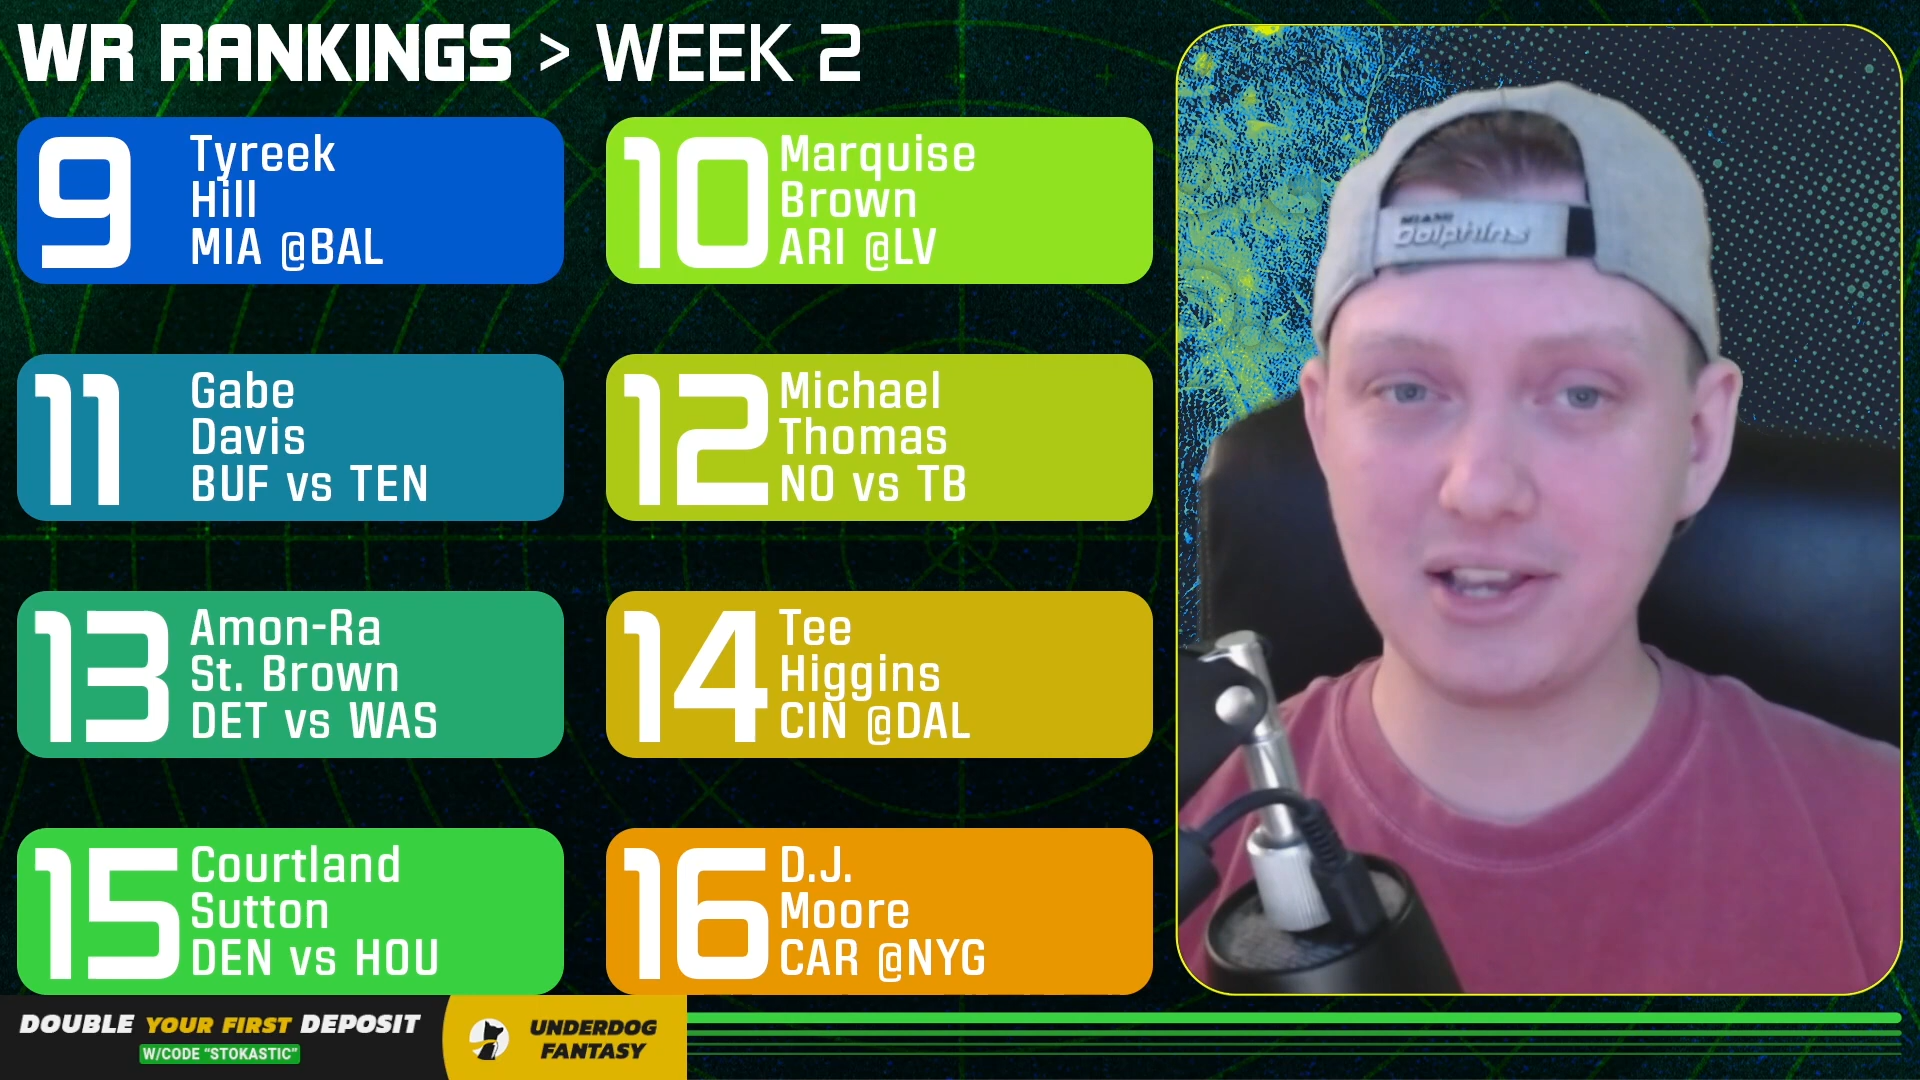 WR RANKINGS > WEEK 2
9
Tyreek
Hill
MIA @BAL
10
Marquise
Brown
ARI @LV
11
Gabe
Davis
BUF vs TEN
12
Michael
Thomas
NO vs TB
13
Amon-Ra
St. Brown
DET vs WAS
14
Tee
Higgins
CIN @DAL
15
Courtland
Sutton
DEN vs HOU
16
D.J.
Moore
CAR @NYG
MIAMI
Dolphins
DOUBLE YOUR FIRST DEPOSIT
W/CODE "STOKASTIC"
UNDERDOG
FANTASY